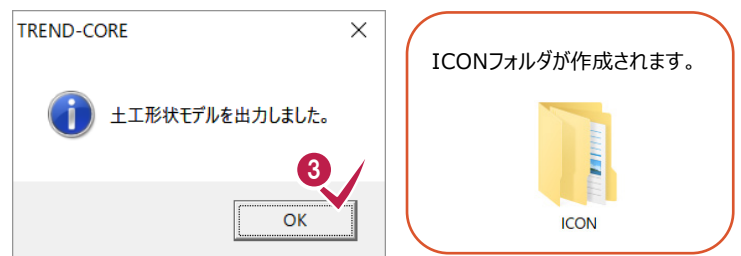 TREND-CORE
土工形状モデルを出力しました。
3
OK
ICONフォルダが作成されます。
ICON